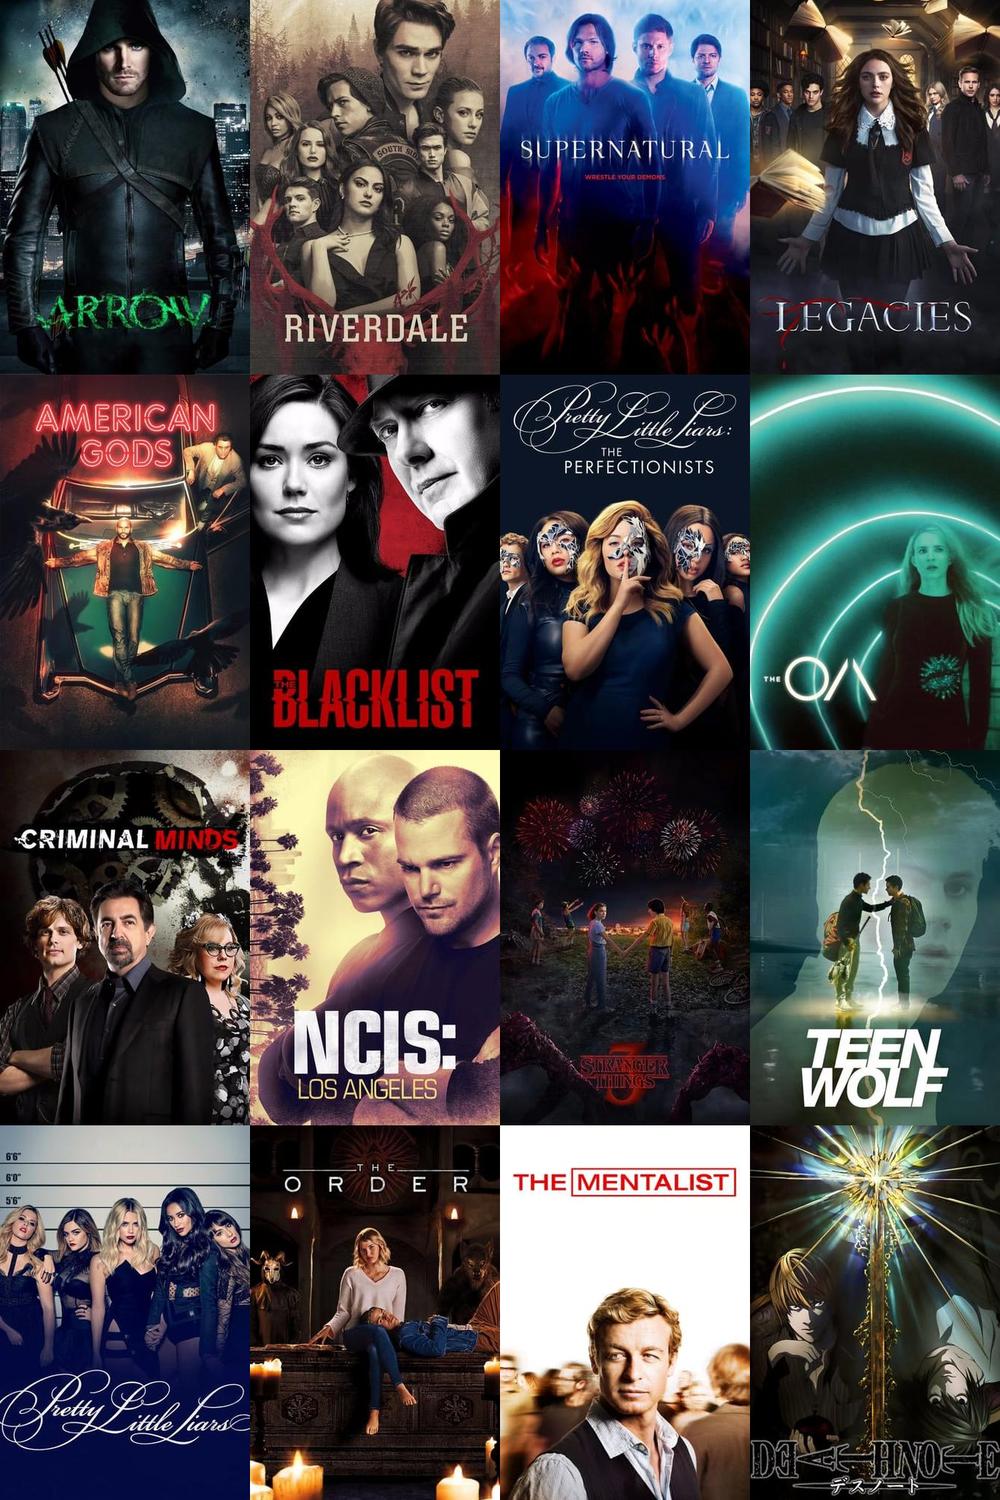 ARROW
SOUTH SIDE
RIVERDALE
SUPERNATURAL
WRESTLE YOUR DEMONS.
LEGACIES
AMERICAN
GODS
THE
BLACKLIST
Pretty Little Liars:
THE
PERFECTIONISTS
THE OA
CRIMINAL MINDS
NCIS:
LOS ANGELES
STRANGER
THINGS
3
TEEN
WOLF
6'6"
6'0"
5'6"
Pretty Little Liars
THE
ORDER
THE MENTALIST
DEATH NOTE
デスノート